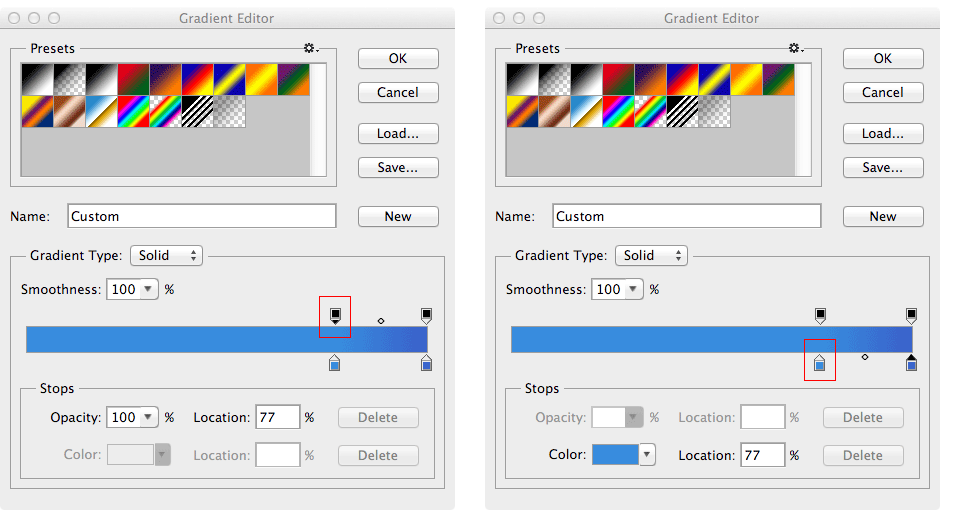 Gradient Editor
Presets
OK
Cancel
Load...
Save...
Name: Custom
New
Gradient Type: Solid
Smoothness: 100 %
Stops
Opacity: 100 % Location: 77 % Delete
Color: Location: % Delete
Gradient Editor
Presets
OK
Cancel
Load...
Save...
Name: Custom
New
Gradient Type: Solid
Smoothness: 100 %
Stops
Opacity: % Location: % Delete
Color: Location: 77 % Delete